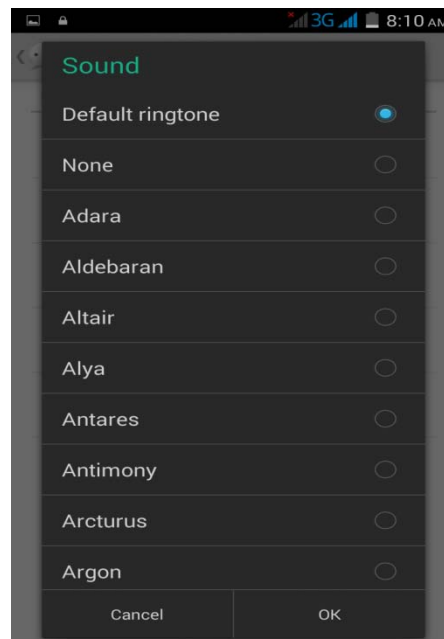 3G 8:10 AM
Sound
Default ringtone
None
Adara
Aldebaran
Altair
Alya
Antares
Antimony
Arcturus
Argon
Cancel OK